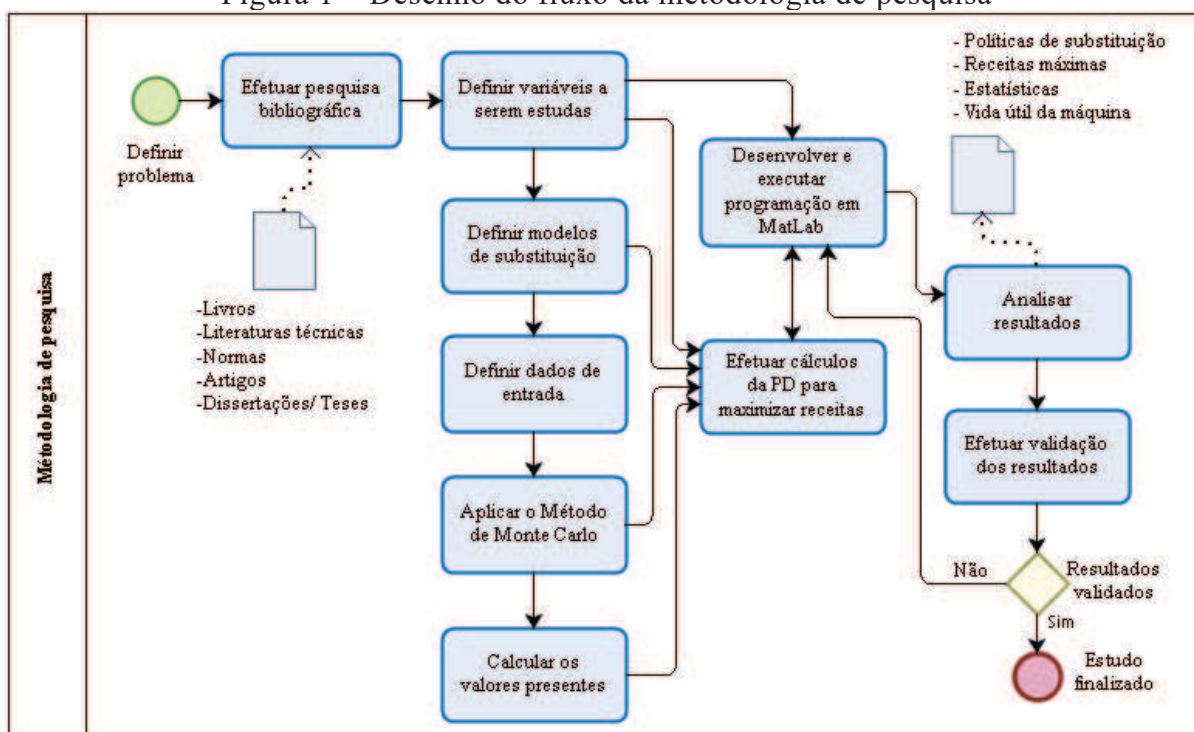 Figura 1 – Desenho do fluxo da metodologia de pesquisa
Metodologia de pesquisa
Definir
problema
Efetuar pesquisa
bibliográfica
-Livros
-Literaturas técnicas
-Normas
-Artigos
-Dissertações/ Teses
Definir variáveis a
serem estudas
Definir modelos
de substituição
Definir dados de
entrada
Aplicar o Método
de Monte Carlo
Calcular os
valores presentes
Desenvolver e
executar
programação em
MatLab
Efetuar cálculos
da PD para
maximizar receitas
- Políticas de substituição
- Receitas máximas
- Estatísticas
- Vida útil da máquina
Analisar
resultados
Efetuar validação
dos resultados
Não
Resultados
validados
Sim
Estudo
finalizado